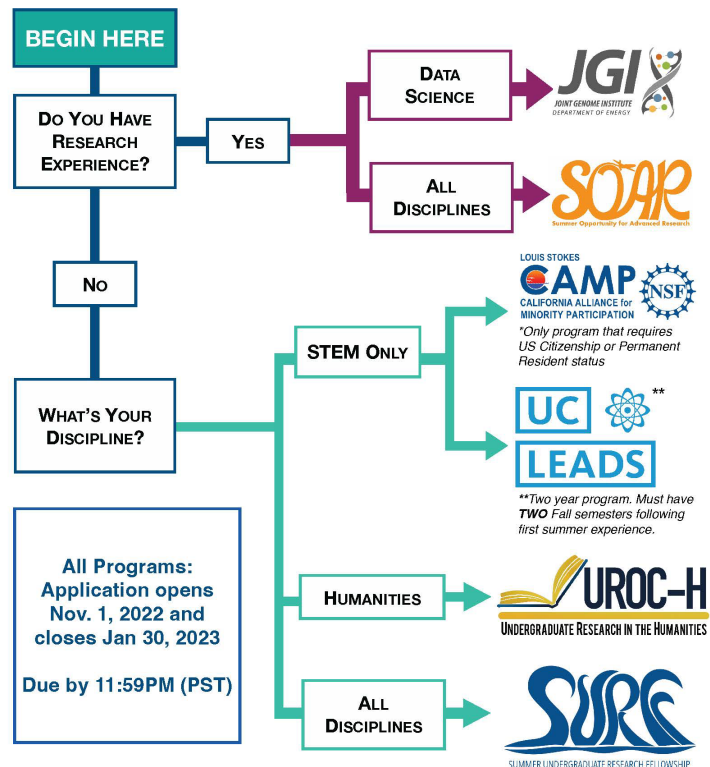 BEGIN HERE
DO YOU HAVE
RESEARCH
EXPERIENCE?
YES
DATA
SCIENCE
JGI
JOINT GENOME INSTITUTE
DEPARTMENT OF ENERGY
ALL
DISCIPLINES
SOAR
Summer Opportunity for Advanced Research
NO
WHAT'S YOUR
DISCIPLINE?
STEM ONLY
LOUIS STOKES
CAMP
CALIFORNIA ALLIANCE for
MINORITY PARTICIPATION
NSF
*Only program that requires
US Citizenship or Permanent
Resident status
UC
**
LEADS
**Two year program. Must have
TWO Fall semesters following
first summer experience.
HUMANITIES
UROC-H
UNDERGRADUATE RESEARCH IN THE HUMANITIES
ALL
DISCIPLINES
SURF
SUMMER UNDERGRADUATE RESEARCH FELLOWSHIP
All Programs:
Application opens
Nov. 1, 2022 and
closes Jan 30, 2023
Due by 11:59PM (PST)